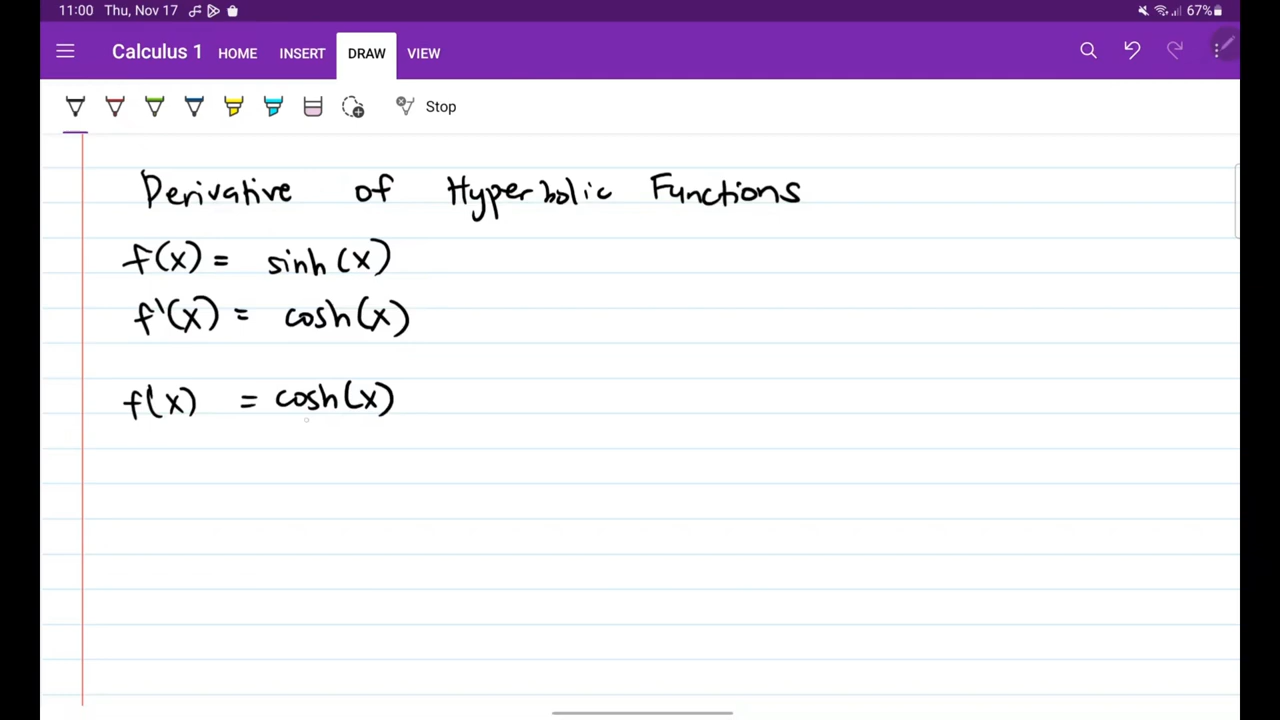 11:00 Thu, Nov 17 67%
Calculus 1 HOME INSERT DRAW VIEW
Stop
Derivative of Hyperbolic Functions
f(x) = sinh(x)
f'(x) = cosh(x)
f'(x) = cosh(x)